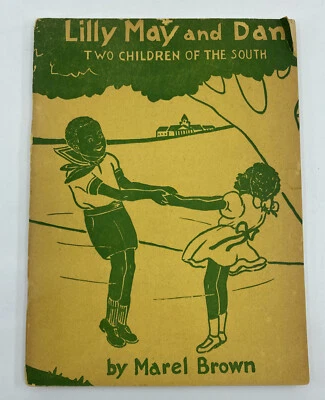 Lilly May and Dan
TWO CHILDREN OF THE SOUTH
by Marel Brown